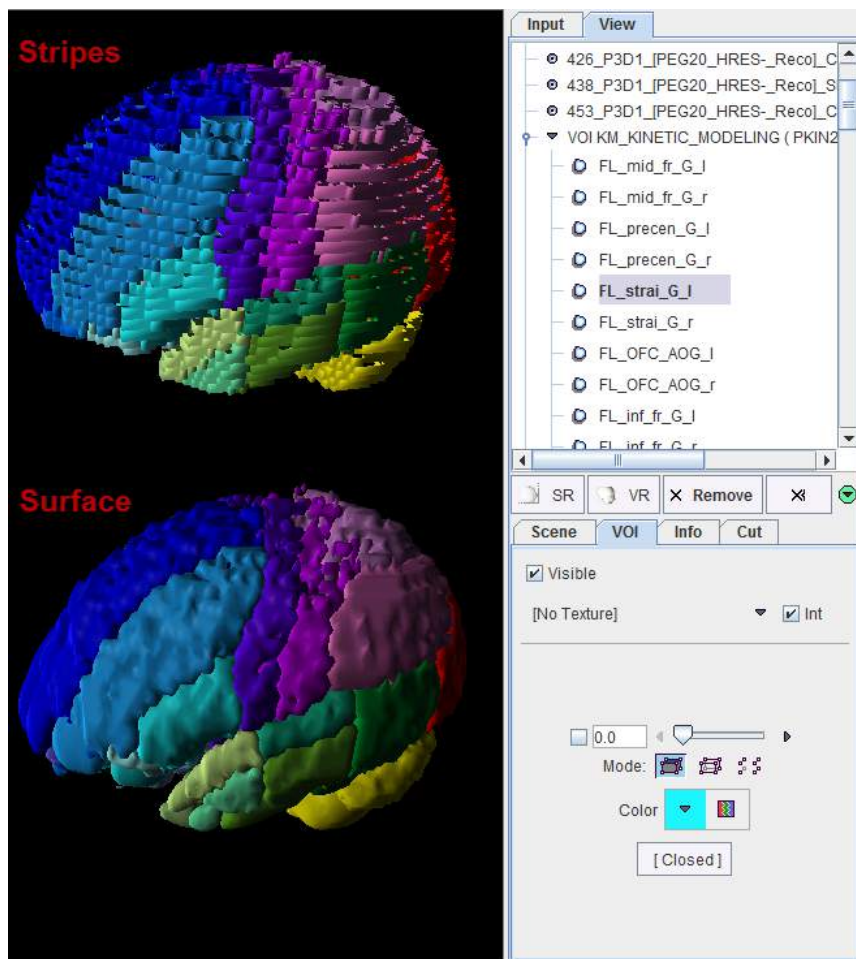 Stripes
Surface
Input View
426_P3D1_[PEG20_HRES-_Reco]_C
438_P3D1_[PEG20_HRES-_Reco]_S
453_P3D1_[PEG20_HRES-_Reco]_C
VOI KM_KINETIC_MODELING ( PKIN2
FL_mid_fr_G_l
FL_mid_fr_G_r
FL_precen_G_l
FL_precen_G_r
FL_strai_G_l
FL_strai_G_r
FL_OFC_AOG_l
FL_OFC_AOG_r
FL_inf_fr_G_l
FL_inf_fr_G_r
SR VR Remove
Scene VOI Info Cut
Visible
[No Texture] Int
0.0
Mode:
Color
[ Closed ]